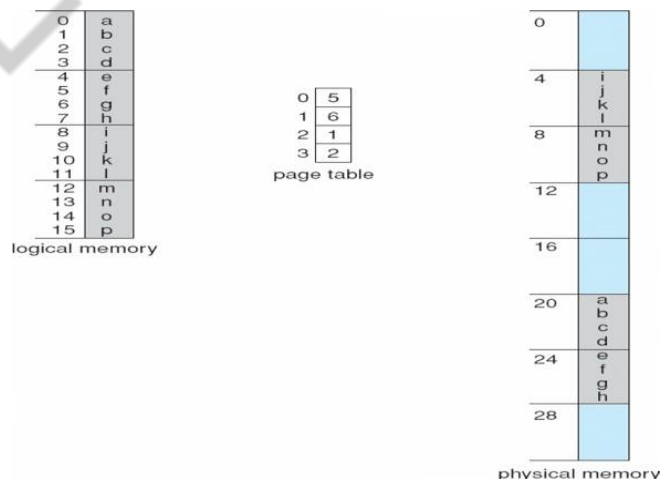 0 a
1 b
2 c
3 d
4 e
5 f
6 g
7 h
8 i
9 j
10 k
11 l
12 m
13 n
14 o
15 p
logical memory
0 5
1 6
2 1
3 2
page table
0
4 i
j
k
l
8 m
n
o
p
12
16
20 a
b
c
d
24 e
f
g
h
28
physical memory